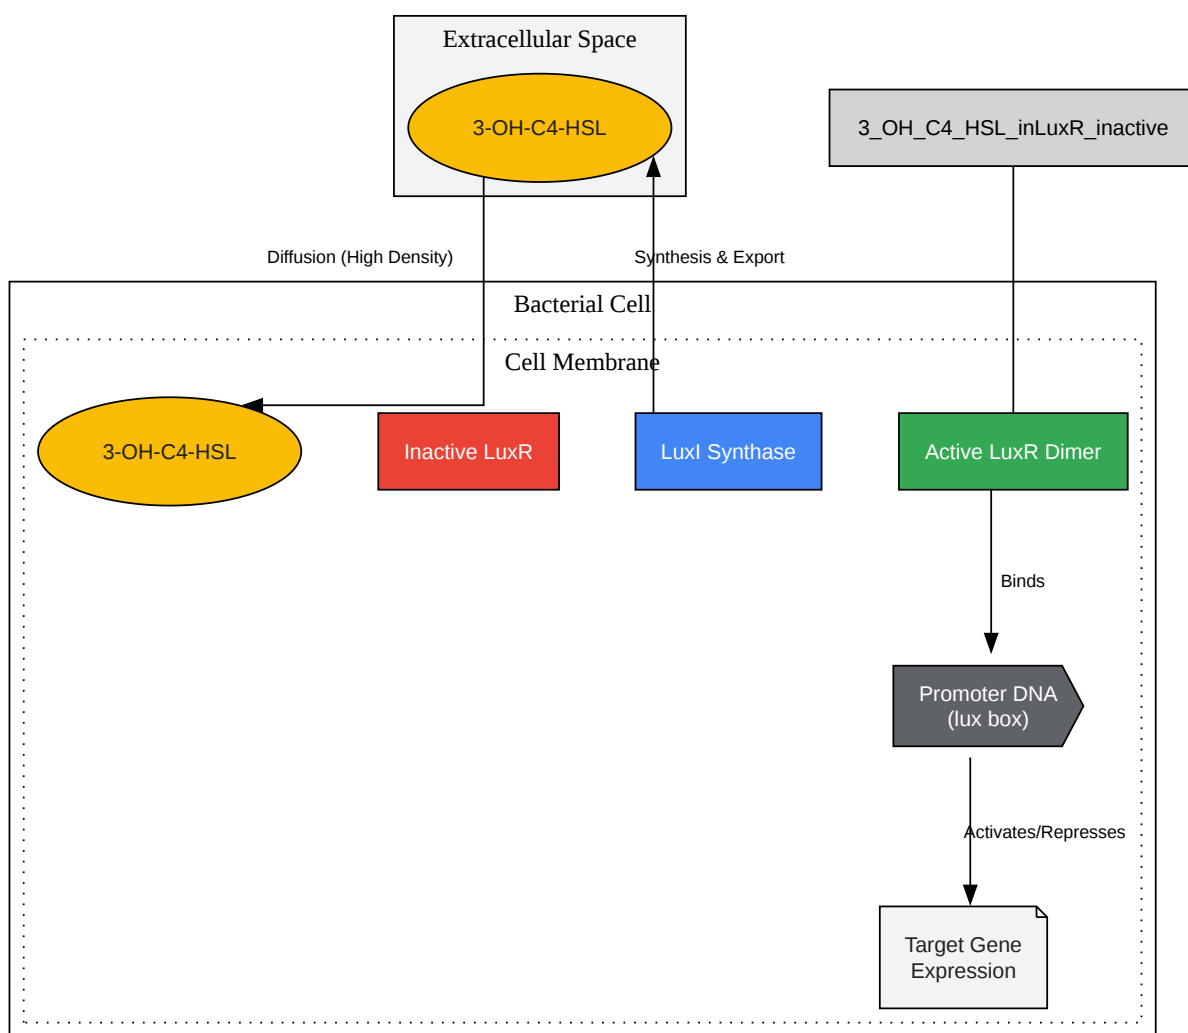 Extracellular Space
3-OH-C4-HSL
3_OH_C4_HSL_inLuxR_inactive
Diffusion (High Density)
Synthesis & Export
Bacterial Cell
Cell Membrane
3-OH-C4-HSL
Inactive LuxR
LuxI Synthase
Active LuxR Dimer
Binds
Promoter DNA
(lux box)
Activates/Represses
Target Gene
Expression